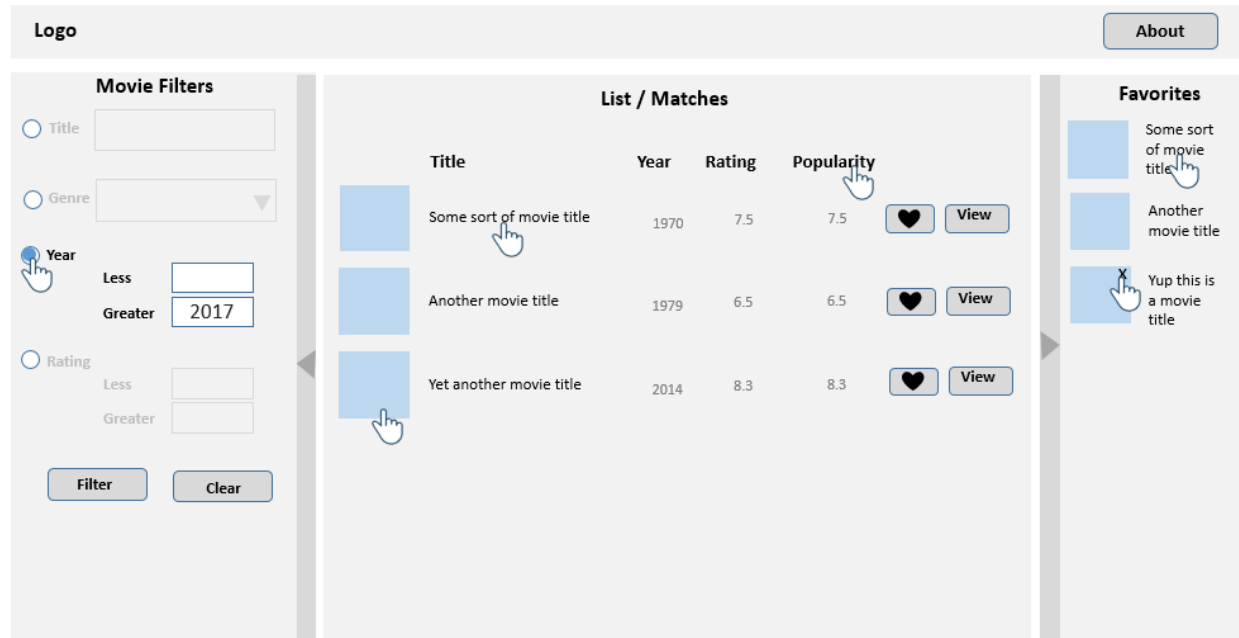 Logo
About
Movie Filters
Title
Genre
Year
Less
Greater 2017
Rating
Less
Greater
Filter Clear
List / Matches
Title Year Rating Popularity
Some sort of movie title 1970 7.5 7.5 View
Another movie title 1979 6.5 6.5 View
Yet another movie title 2014 8.3 8.3 View
Favorites
Some sort
of movie
title
Another
movie title
X
Yup this is
a movie
title